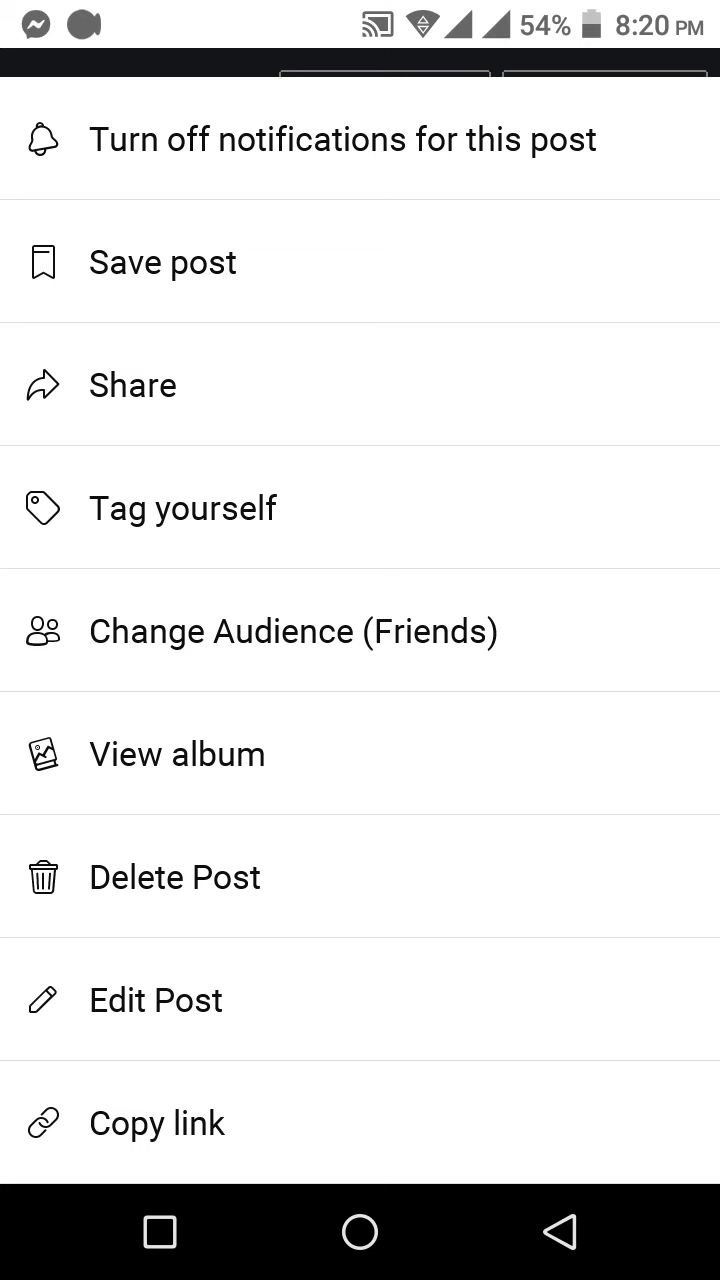 54% 8:20 PM
Turn off notifications for this post
Save post
Share
Tag yourself
Change Audience (Friends)
View album
Delete Post
Edit Post
Copy link